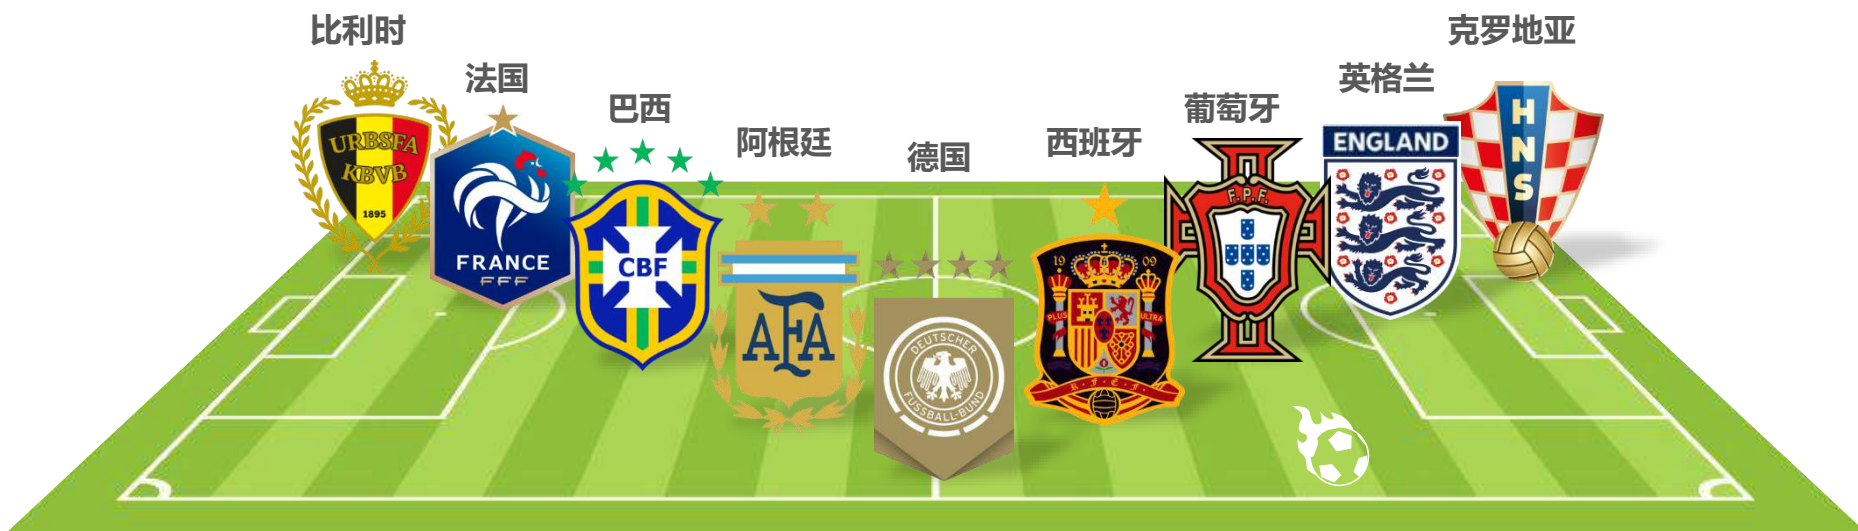 比利时
法国
巴西
阿根廷
德国
西班牙
葡萄牙
英格兰
克罗地亚
URBSFA
KBVB
1895
FRANCE
FFF
CBF
AFA
DEUTSCHER
FUSSBALL-BUND
1909
PLUS
ULTRA
R.F.E.F.
F.P.F.
ENGLAND
HNS